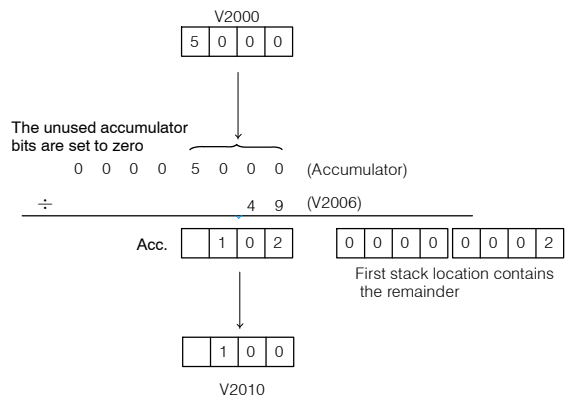 V2000
5 0 0 0
The unused accumulator
bits are set to zero
0 0 0 0 5 0 0 0 (Accumulator)
÷ 4 9 (V2006)
Acc. 1 0 2 0 0 0 0 0 0 0 2
First stack location contains
the remainder
1 0 0
V2010